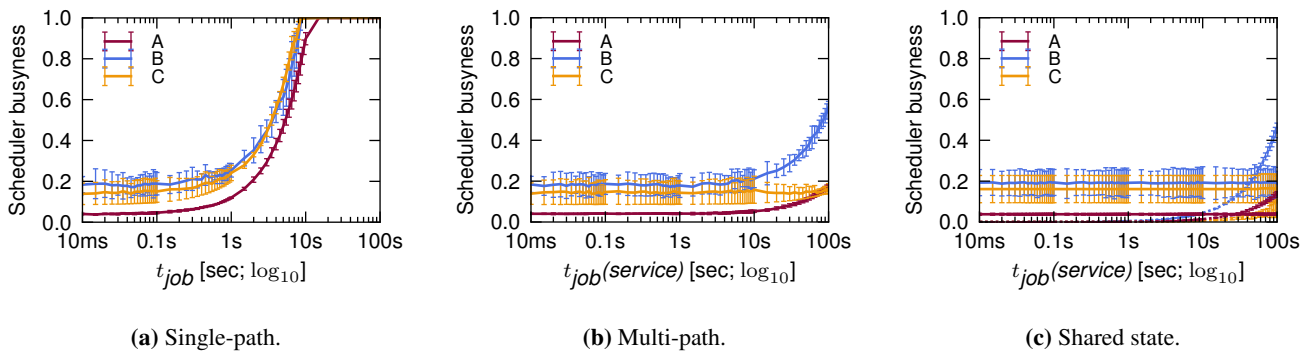 Scheduler busyness
1.0
0.8
0.6
0.4
0.2
0.0
A
B
C
10ms 0.1s 1s 10s 100s
t_job [sec; log10]
(a) Single-path.
Scheduler busyness
1.0
0.8
0.6
0.4
0.2
0.0
A
B
C
10ms 0.1s 1s 10s 100s
t_job(service) [sec; log10]
(b) Multi-path.
Scheduler busyness
1.0
0.8
0.6
0.4
0.2
0.0
A
B
C
10ms 0.1s 1s 10s 100s
t_job(service) [sec; log10]
(c) Shared state.